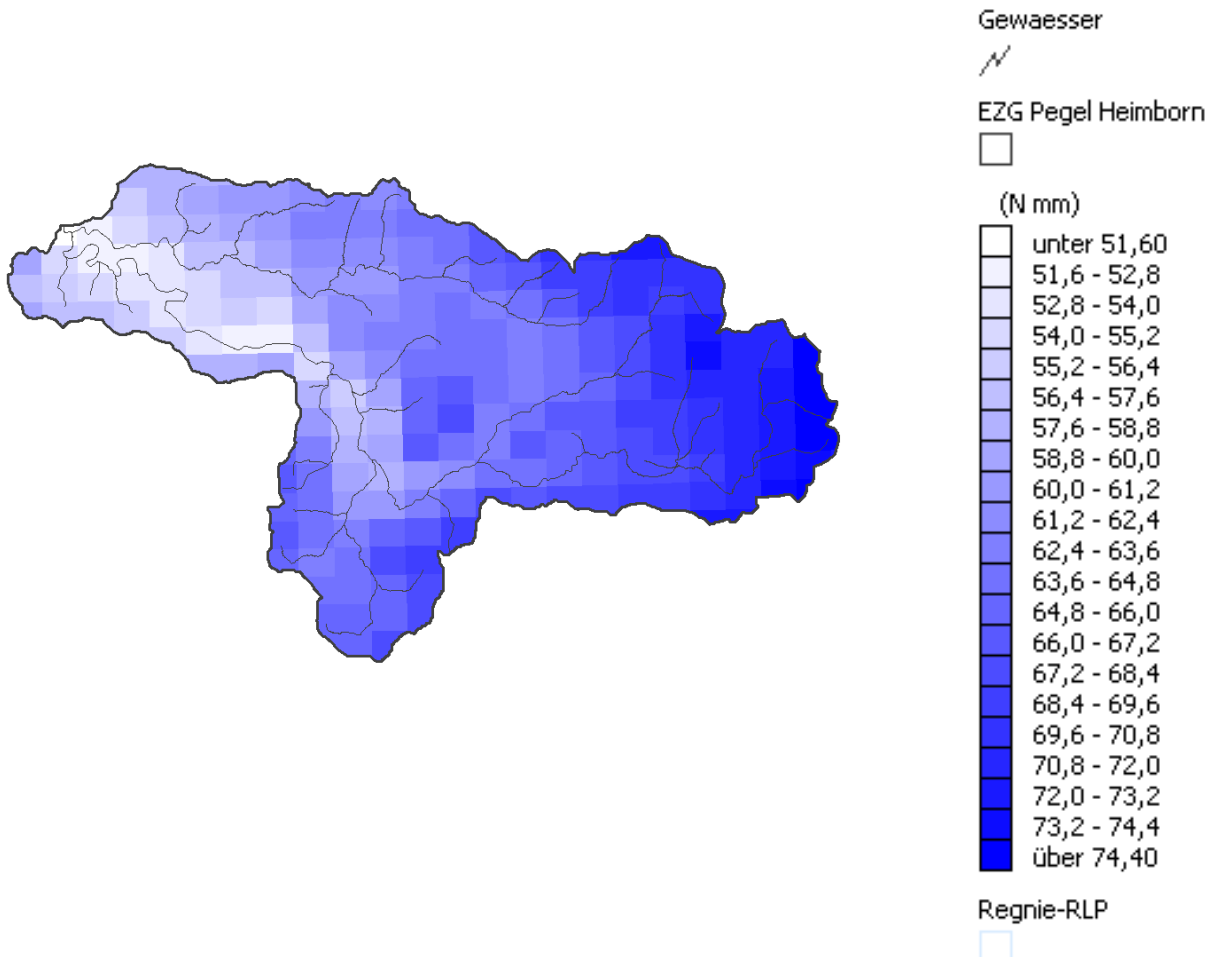 Gewaesser
EZG Pegel Heimborn
(N mm)
unter 51,60
51,6 - 52,8
52,8 - 54,0
54,0 - 55,2
55,2 - 56,4
56,4 - 57,6
57,6 - 58,8
58,8 - 60,0
60,0 - 61,2
61,2 - 62,4
62,4 - 63,6
63,6 - 64,8
64,8 - 66,0
66,0 - 67,2
67,2 - 68,4
68,4 - 69,6
69,6 - 70,8
70,8 - 72,0
72,0 - 73,2
73,2 - 74,4
über 74,40
Regnie-RLP